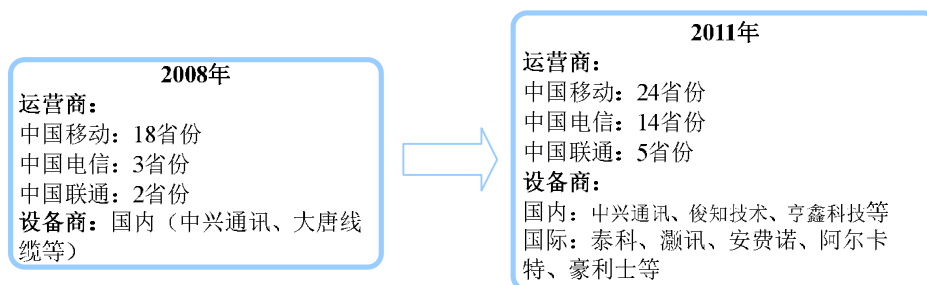 2008年
运营商：
中国移动：18省份
中国电信：3省份
中国联通：2省份
设备商：国内（中兴通讯、大唐线
缆等）
2011年
运营商：
中国移动：24省份
中国电信：14省份
中国联通：5省份
设备商：
国内：中兴通讯、俊知技术、亨鑫科技等
国际：泰科、灏讯、安费诺、阿尔卡
特、豪利士等